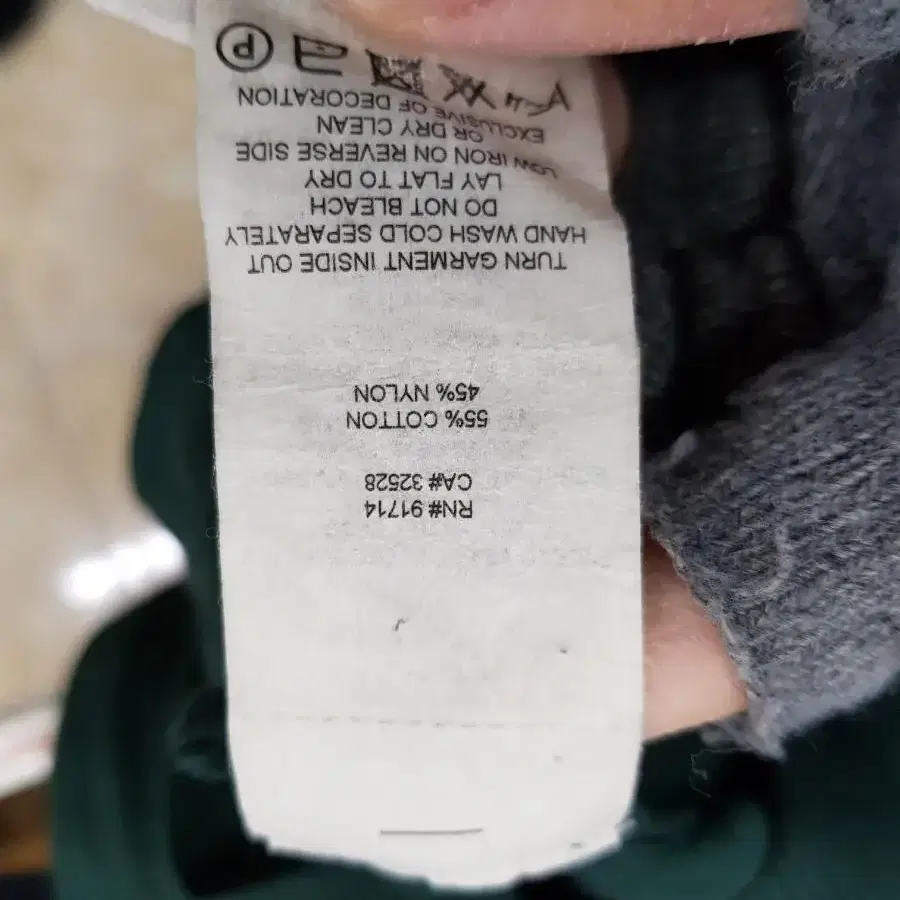 RN# 91714
CA# 32528
55% COTTON
45% NYLON
TURN GARMENT INSIDE OUT
HAND WASH COLD SEPARATELY
DO NOT BLEACH
LAY FLAT TO DRY
LOW IRON ON REVERSE SIDE
OR DRY CLEAN
EXCLUSIVE OF DECORATION
P